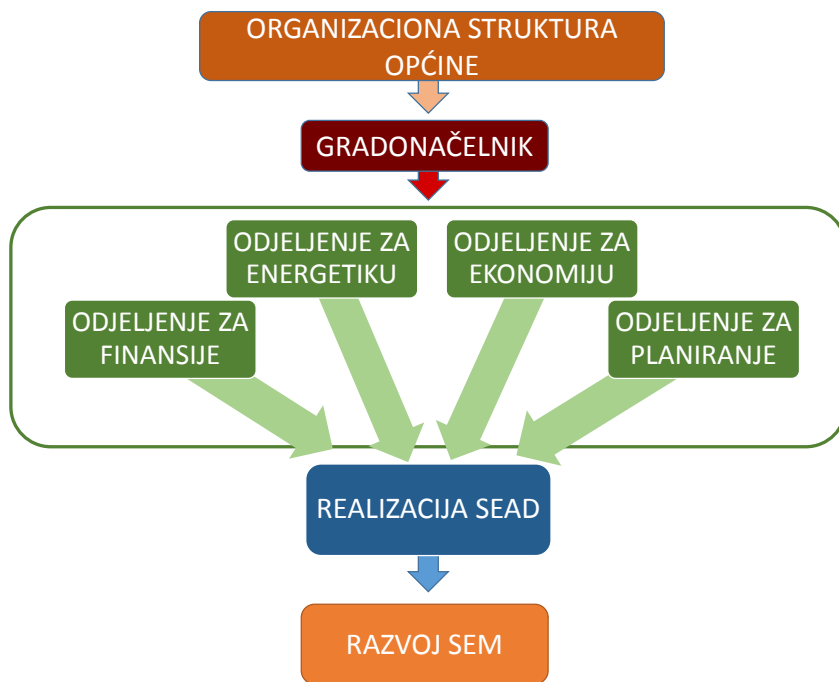 ORGANIZACIONA STRUKTURA
OPĆINE
GRADONAČELNIK
ODJELJENJE ZA
ENERGETIKU
ODJELJENJE ZA
EKONOMIJU
ODJELJENJE ZA
FINANSIJE
ODJELJENJE ZA
PLANIRANJE
REALIZACIJA SEAD
RAZVOJ SEM